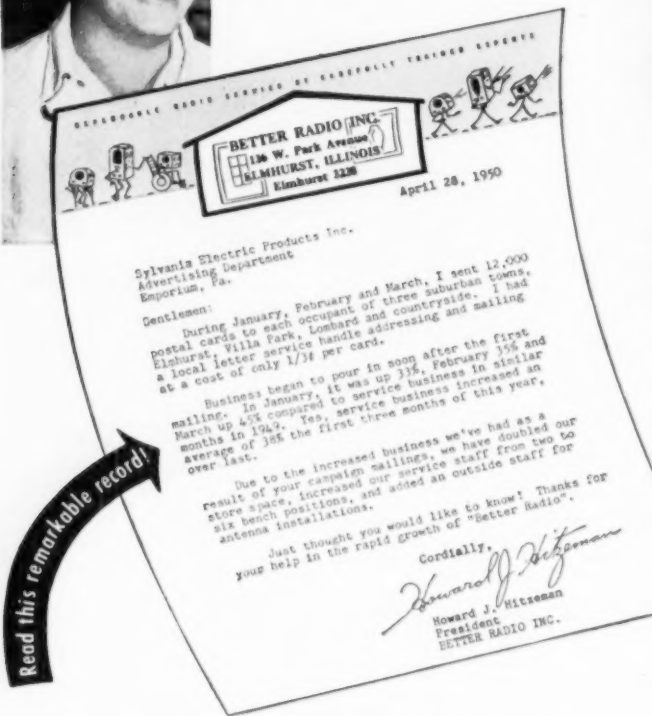 DEPENDABLE RADIO SERVICE BY CAREFULLY TRAINED EXPERTS
BETTER RADIO INC.
136 W. Park Avenue
ELMHURST, ILLINOIS
Elmhurst
April 28, 1950
Sylvania Electric Products Inc.
Advertising Department
Emporium, Pa.
Gentlemen:
During January, February and March, I sent 12,000
postal cards to each occupant of three suburban towns,
Elmhurst, Villa Park, Lombard and countryside. I had
a local letter service handle addressing and mailing
at a cost of only 1/3¢ per card.
Business began to pour in soon after the first
mailing. In January, it was up 33%, February 35% and
March up 45% compared to service business in similar
months in 1949. Yes, service business increased an
average of 38% the first three months of this year,
over last.
Due to the increased business we've had as a
result of your campaign mailings, we have doubled our
store space, increased our service staff from two to
six bench positions, and added an outside staff for
antenna installations.
Just thought you would like to know! Thanks for
your help in the rapid growth of "Better Radio".
Cordially,
Howard J. Hitzeman
Howard J. Hitzeman
President
BETTER RADIO INC.
Read this remarkable record!